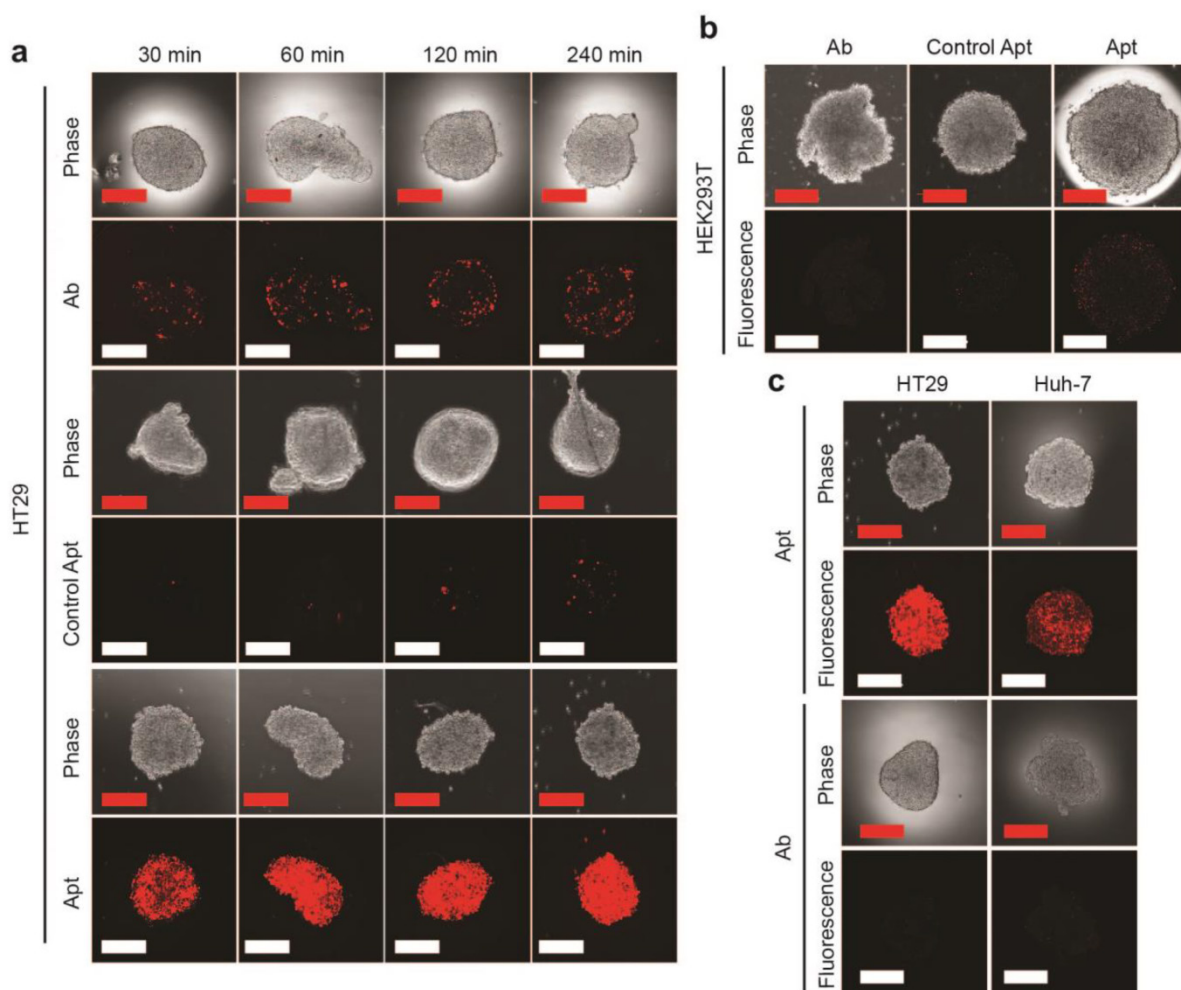 a
30 min 60 min 120 min 240 min
HT29
Phase
Ab
Phase
Control Apt
Phase
Apt
b
Ab Control Apt Apt
HEK293T
Phase
Fluorescence
c
HT29 Huh-7
Apt
Phase
Fluorescence
Ab
Phase
Fluorescence